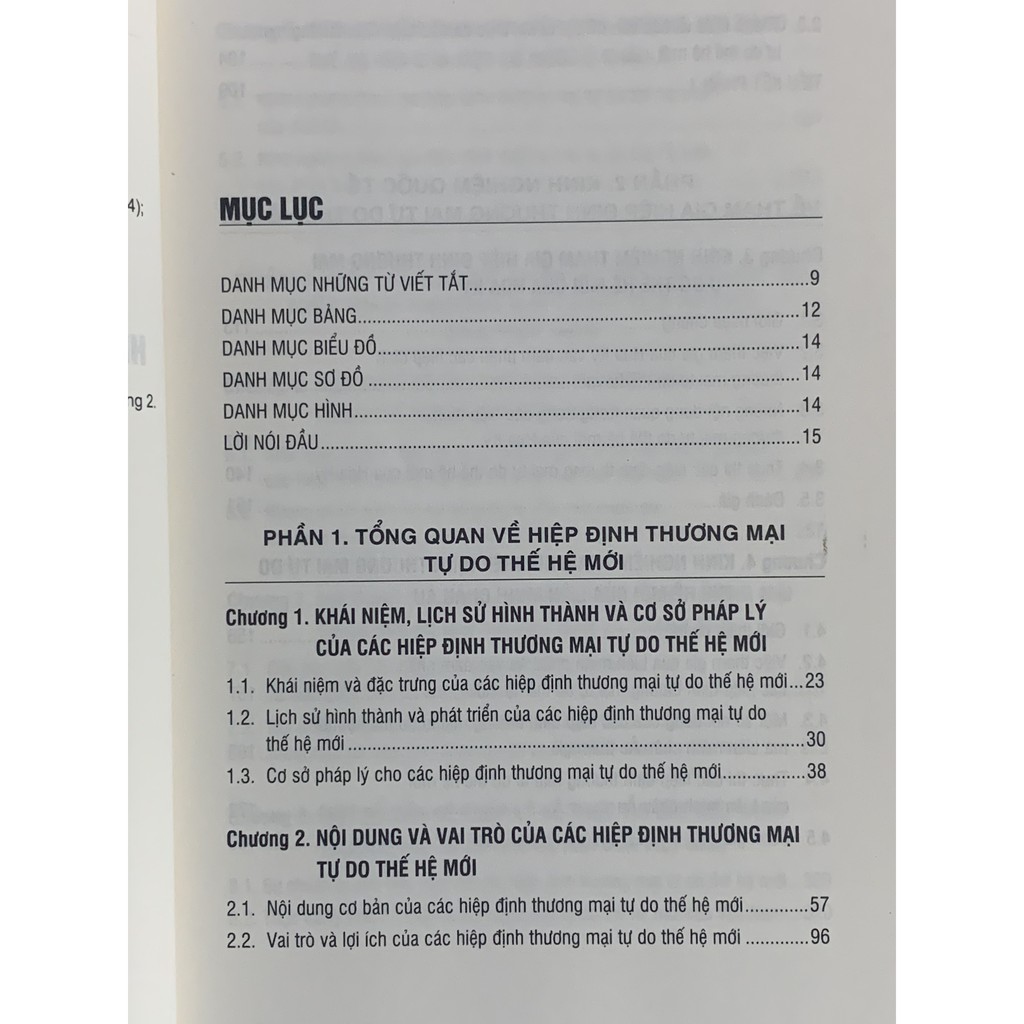 4);
ng 2.
MỤC LỤC
DANH MỤC NHỮNG TỪ VIẾT TẮT...9
DANH MỤC BẢNG...12
DANH MỤC BIỂU ĐỒ...14
DANH MỤC SƠ ĐỒ ...14
DANH MỤC HÌNH...14
LỜI NÓI ĐẦU...15
PHẦN 1. TỔNG QUAN VỀ HIỆP ĐỊNH THƯƠNG MẠI
TỰ DO THẾ HỆ MỚI
Chương 1. KHÁI NIỆM, LỊCH SỬ HÌNH THÀNH VÀ CƠ SỞ PHÁP LÝ
CỦA CÁC HIỆP ĐỊNH THƯƠNG MẠI TỰ DO THẾ HỆ MỚI
1.1. Khái niệm và đặc trưng của các hiệp định thương mại tự do thế hệ mới...23
1.2. Lịch sử hình thành và phát triển của các hiệp định thương mại tự do
thế hệ mới...30
1.3. Cơ sở pháp lý cho các hiệp định thương mại tự do thế hệ mới...38
Chương 2. NỘI DUNG VÀ VAI TRÒ CỦA CÁC HIỆP ĐỊNH THƯƠNG MẠI
TỰ DO THẾ HỆ MỚI
2.1. Nội dung cơ bản của các hiệp định thương mại tự do thế hệ mới...57
2.2. Vai trò và lợi ích của các hiệp định thương mại tự do thế hệ mới ...96